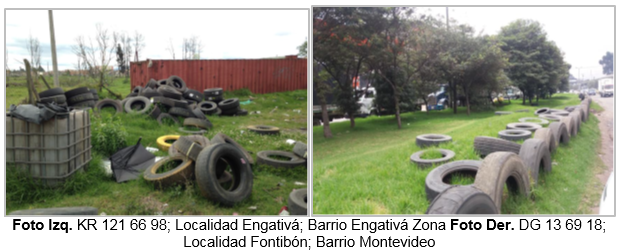 Foto Izq. KR 121 66 98; Localidad Engativá; Barrio Engativá Zona Foto Der. DG 13 69 18;
Localidad Fontibón; Barrio Montevideo